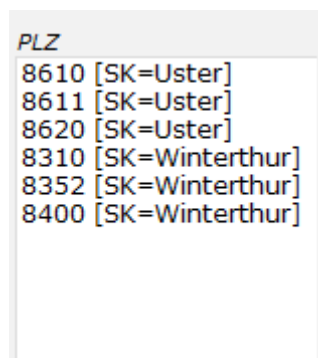 PLZ
8610 [SK=Uster]
8611 [SK=Uster]
8620 [SK=Uster]
8310 [SK=Winterthur]
8352 [SK=Winterthur]
8400 [SK=Winterthur]